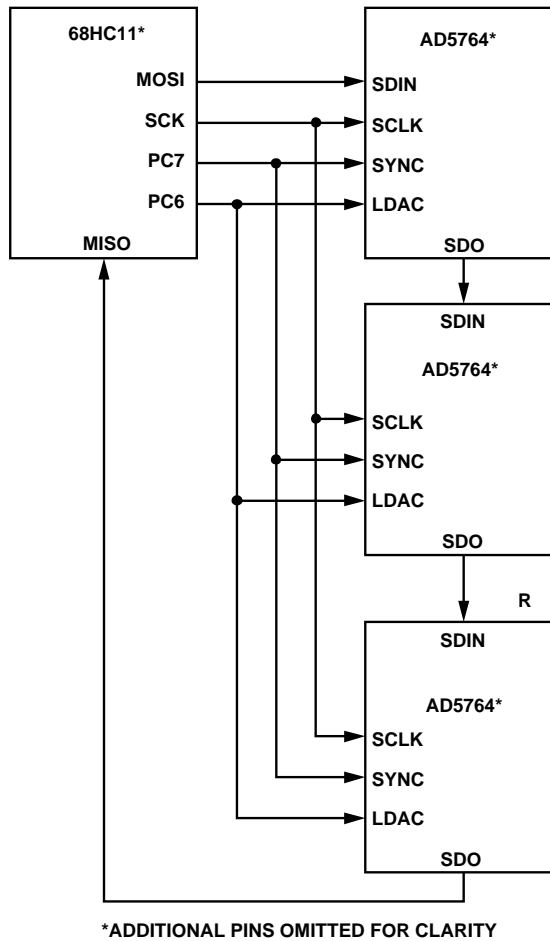 68HC11*
MOSI
SCK
PC7
PC6
MISO
AD5764*
SDIN
SCLK
SYNC
LDAC
SDO
SDIN
AD5764*
SCLK
SYNC
LDAC
SDO
R
SDIN
AD5764*
SCLK
SYNC
LDAC
SDO
*ADDITIONAL PINS OMITTED FOR CLARITY